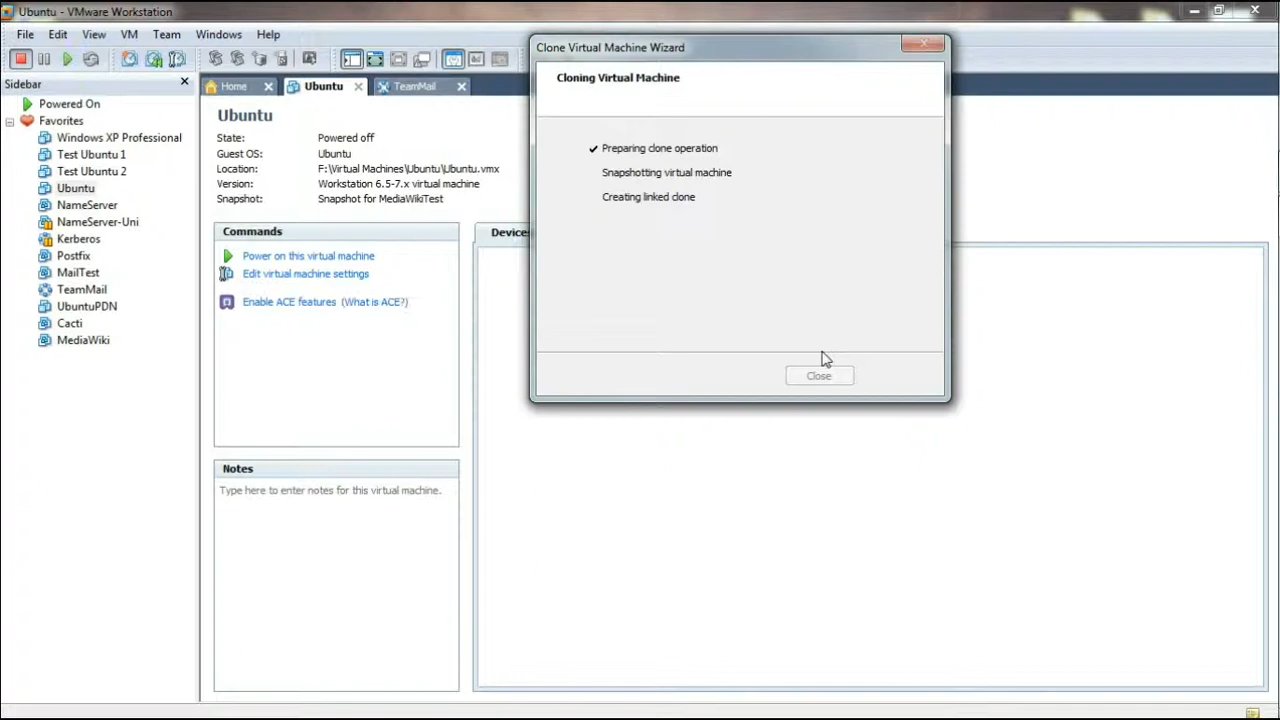 Ubuntu - VMware Workstation
File Edit View VM Team Windows Help
Sidebar
Powered On
Favorites
Windows XP Professional
Test Ubuntu 1
Test Ubuntu 2
Ubuntu
NameServer
NameServer-Uni
Kerberos
Postfix
MailTest
TeamMail
UbuntuPDN
Cacti
MediaWiki
Home Ubuntu TeamMail
Ubuntu
State: Powered off
Guest OS: Ubuntu
Location: F:\Virtual Machines\Ubuntu\Ubuntu.vmx
Version: Workstation 6.5-7.x virtual machine
Snapshot: Snapshot for MediaWikiTest
Commands
Power on this virtual machine
Edit virtual machine settings
Enable ACE features (What is ACE?)
Notes
Type here to enter notes for this virtual machine.
Devices
Clone Virtual Machine Wizard
Cloning Virtual Machine
Preparing clone operation
Snapshotting virtual machine
Creating linked clone
Close